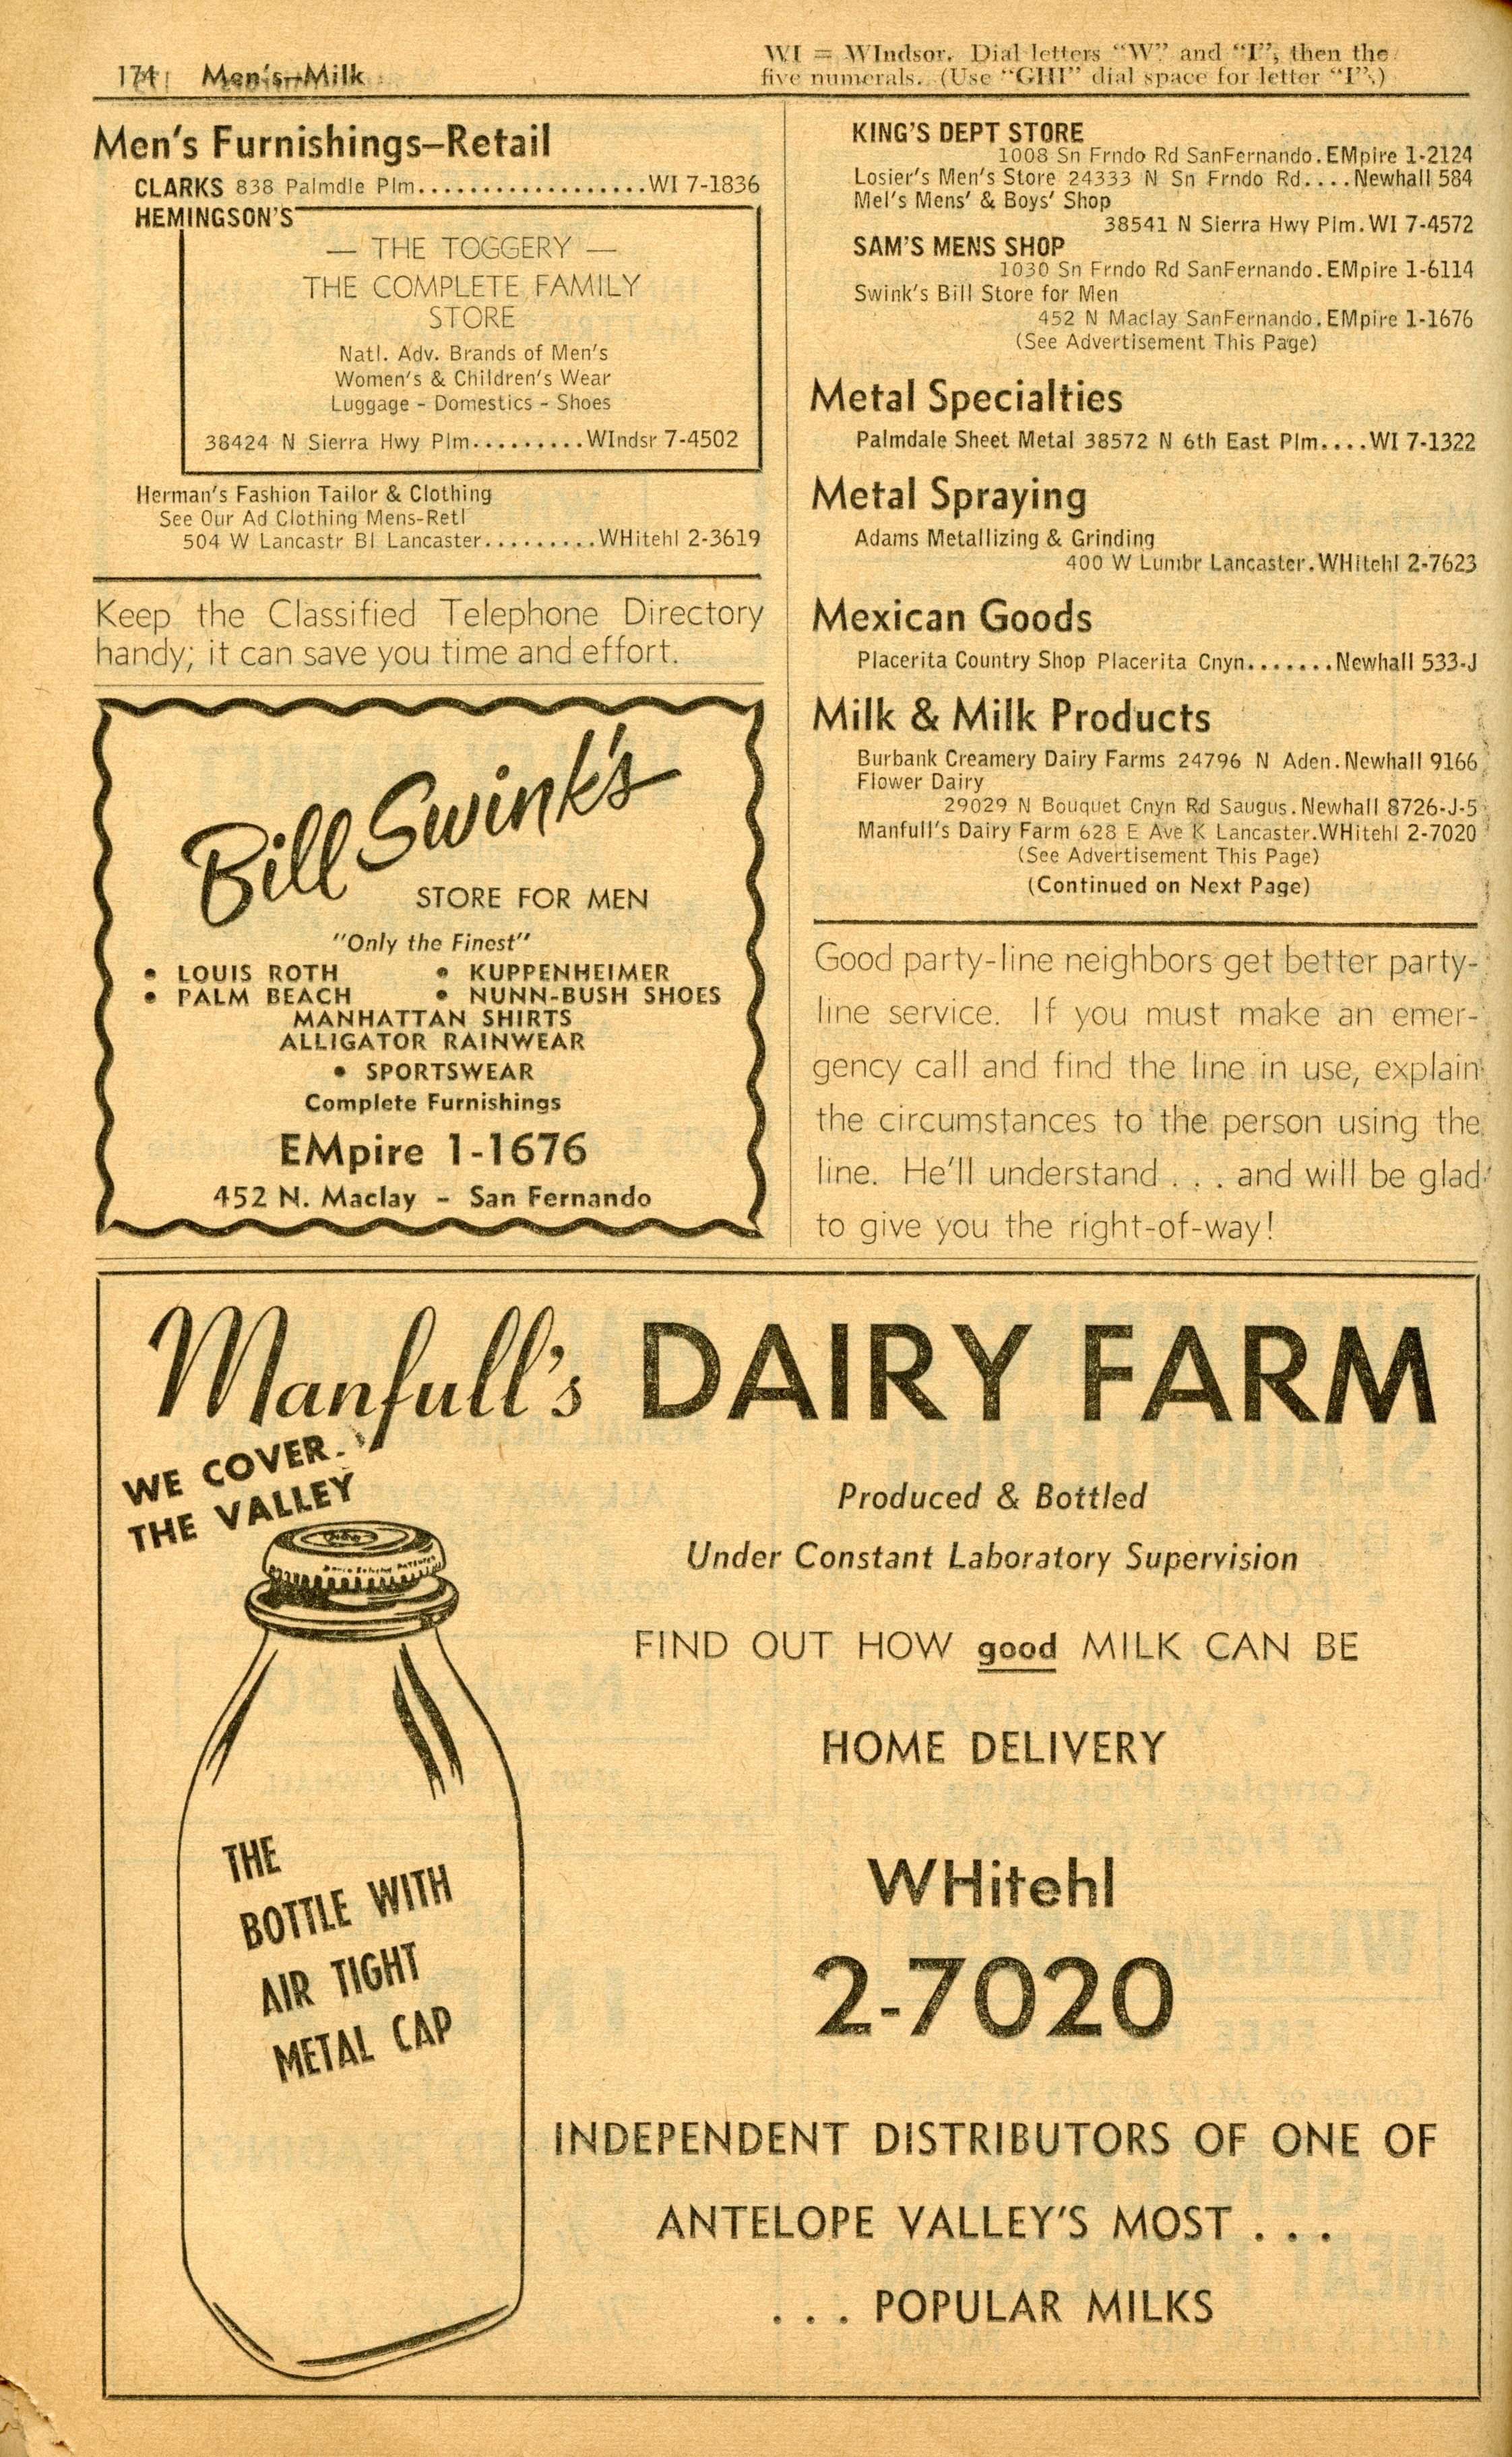 174 Men's—Milk
WI = WIndsor. Dial letters "W" and "I", then the
five numerals. (Use "GHI" dial space for letter "I".)
Men's Furnishings—Retail
CLARKS 838 Palmdle Plm..................WI 7-1836
HEMINGSON'S
— THE TOGGERY —
THE COMPLETE FAMILY
STORE
Natl. Adv. Brands of Men's
Women's & Children's Wear
Luggage - Domestics - Shoes
38424 N Sierra Hwy Plm.........WIndsr 7-4502
Herman's Fashion Tailor & Clothing
See Our Ad Clothing Mens-Retl
504 W Lancastr Bl Lancaster.........WHitehl 2-3619
Keep the Classified Telephone Directory
handy; it can save you time and effort.
Bill Swink's
STORE FOR MEN
"Only the Finest"
• LOUIS ROTH • KUPPENHEIMER
• PALM BEACH • NUNN-BUSH SHOES
MANHATTAN SHIRTS
ALLIGATOR RAINWEAR
• SPORTSWEAR
Complete Furnishings
EMpire 1-1676
452 N. Maclay - San Fernando
KING'S DEPT STORE
1008 Sn Frndo Rd SanFernando.EMpire 1-2124
Losier's Men's Store 24333 N Sn Frndo Rd....Newhall 584
Mel's Mens' & Boys' Shop
38541 N Sierra Hwy Plm.WI 7-4572
SAM'S MENS SHOP
1030 Sn Frndo Rd SanFernando.EMpire 1-6114
Swink's Bill Store for Men
452 N Maclay SanFernando.EMpire 1-1676
(See Advertisement This Page)
Metal Specialties
Palmdale Sheet Metal 38572 N 6th East Plm....WI 7-1322
Metal Spraying
Adams Metallizing & Grinding
400 W Lumbr Lancaster.WHitehl 2-7623
Mexican Goods
Placerita Country Shop Placerita Cnyn.......Newhall 533-J
Milk & Milk Products
Burbank Creamery Dairy Farms 24796 N Aden.Newhall 9166
Flower Dairy
29029 N Bouquet Cnyn Rd Saugus.Newhall 8726-J-5
Manfull's Dairy Farm 628 E Ave K Lancaster.WHitehl 2-7020
(See Advertisement This Page)
(Continued on Next Page)
Good party-line neighbors get better party-
line service. If you must make an emer-
gency call and find the line in use, explain
the circumstances to the person using the
line. He'll understand . . . and will be glad
to give you the right-of-way!
Manfull's DAIRY FARM
WE COVER
THE VALLEY
THE
BOTTLE WITH
AIR TIGHT
METAL CAP
Produced & Bottled
Under Constant Laboratory Supervision
FIND OUT HOW good MILK CAN BE
HOME DELIVERY
WHitehl
2-7020
INDEPENDENT DISTRIBUTORS OF ONE OF
ANTELOPE VALLEY'S MOST . . .
. . . POPULAR MILKS